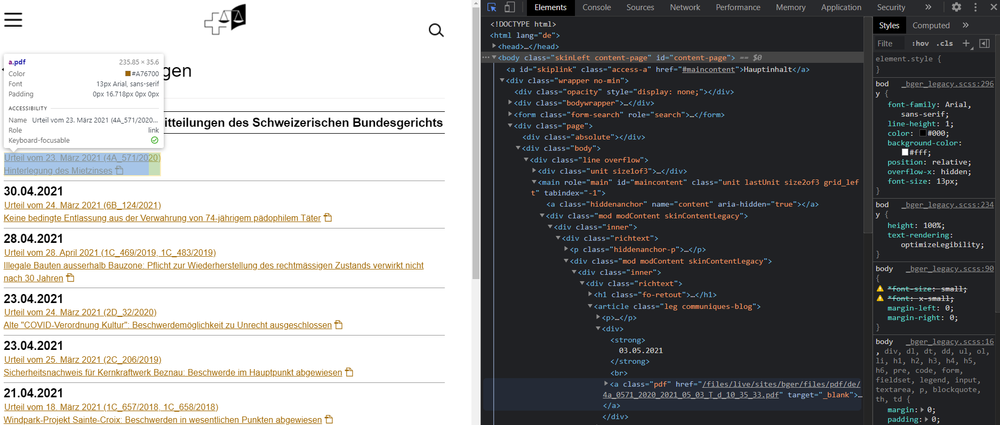 gen
itteilungen des Schweizerischen Bundesgerichts
a.pdf 235.85 × 35.6
Color #A76700
Font 13px Arial, sans-serif
Padding 0px 16.718px 0px 0px
ACCESSIBILITY
Name Urteil vom 23. März 2021 (4A_571/2020...
Role link
Keyboard-focusable
Urteil vom 23. März 2021 (4A_571/2020)
Hinterlegung des Mietzinses
30.04.2021
Urteil vom 24. März 2021 (6B_124/2021)
Keine bedingte Entlassung aus der Verwahrung von 74-jährigem pädophilem Täter
28.04.2021
Urteil vom 28. April 2021 (1C_469/2019, 1C_483/2019)
Illegale Bauten ausserhalb Bauzone: Pflicht zur Wiederherstellung des rechtmässigen Zustands verwirkt nicht
nach 30 Jahren
23.04.2021
Urteil vom 24. März 2021 (2D_32/2020)
Alte "COVID-Verordnung Kultur": Beschwerdemöglichkeit zu Unrecht ausgeschlossen
23.04.2021
Urteil vom 25. März 2021 (2C_206/2019)
Sicherheitsnachweis für Kernkraftwerk Beznau: Beschwerde im Hauptpunkt abgewiesen
21.04.2021
Urteil vom 18. März 2021 (1C_657/2018, 1C_658/2018)
Windpark-Projekt Sainte-Croix: Beschwerden in wesentlichen Punkten abgewiesen
Elements Console Sources Network Performance Memory Application Security »
<!DOCTYPE html>
<html lang="de">
<head>…</head>
<body class="skinLeft content-page" id="content-page"> == $0
<a id="skiplink" class="access-a" href="#maincontent">Hauptinhalt</a>
<div class="wrapper no-min">
<div class="opacity" style="display: none;"></div>
<div class="bodywrapper">…</div>
<form class="form-search" role="search">…</form>
<div class="page">
<div class="absolute"></div>
<div class="body">
<div class="line overflow">
<div class="unit size1of3">…</div>
<main role="main" id="maincontent" class="unit lastUnit size2of3 grid_lef
t" tabindex="-1">
<a class="hiddenanchor" name="content" aria-hidden="true"></a>
<div class="mod modContent skinContentLegacy">
<div class="inner">
<div class="richtext">
<p class="hiddenanchor-p">…</p>
<div class="mod modContent skinContentLegacy">
<div class="inner">
<div class="richtext">
<h1 class="fo-retout">…</h1>
<article class="leg communiques-blog">
<p>…</p>
<div>
<strong>
03.05.2021
</strong>
<br>
<a class="pdf" href="/files/live/sites/bger/files/pdf/de/
4a_0571_2020_2021_05_03_T_d_10_35_33.pdf" target="_blank">…
</a>
</div>
Styles Computed »
Filte :hov .cls +
element.style {
}
bod _bger_legacy.scss:296
y {
font-family: Arial,
sans-serif;
line-height: 1;
color: #000;
background-color:
#fff;
position: relative;
overflow-x: hidden;
font-size: 13px;
}
bod _bger_legacy.scss:234
y {
height: 100%;
text-rendering:
optimizeLegibility;
}
body _bger_legacy.scss:90
{
*font-size: small;
*font: x-small;
margin-left: 0;
margin-right: 0;
}
body _bger_legacy.scss:16
, div, dl, dt, dd, ul, ol,
li, h1, h2, h3, h4, h5,
h6, pre, code, form,
fieldset, legend, input,
textarea, p, blockquote,
th, td {
margin: 0;
padding: 0;